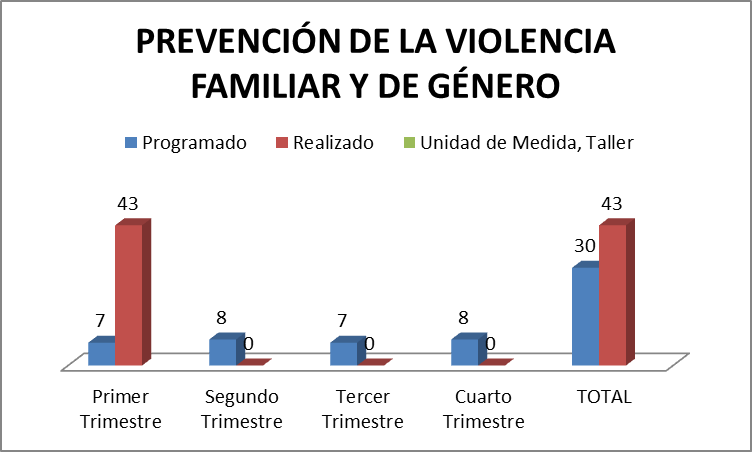 PREVENCIÓN DE LA VIOLENCIA
FAMILIAR Y DE GÉNERO
Programado Realizado Unidad de Medida, Taller
43 43
30
7 8 7 8
0 0 0
Primer Segundo Tercer Cuarto TOTAL
Trimestre Trimestre Trimestre Trimestre